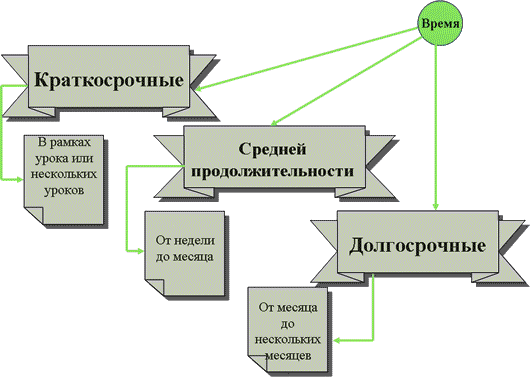 Время
Краткосрочные
В рамках
урока или
нескольких
уроков
Средней
продолжительности
От недели
до месяца
Долгосрочные
От месяца
до
нескольких
месяцев